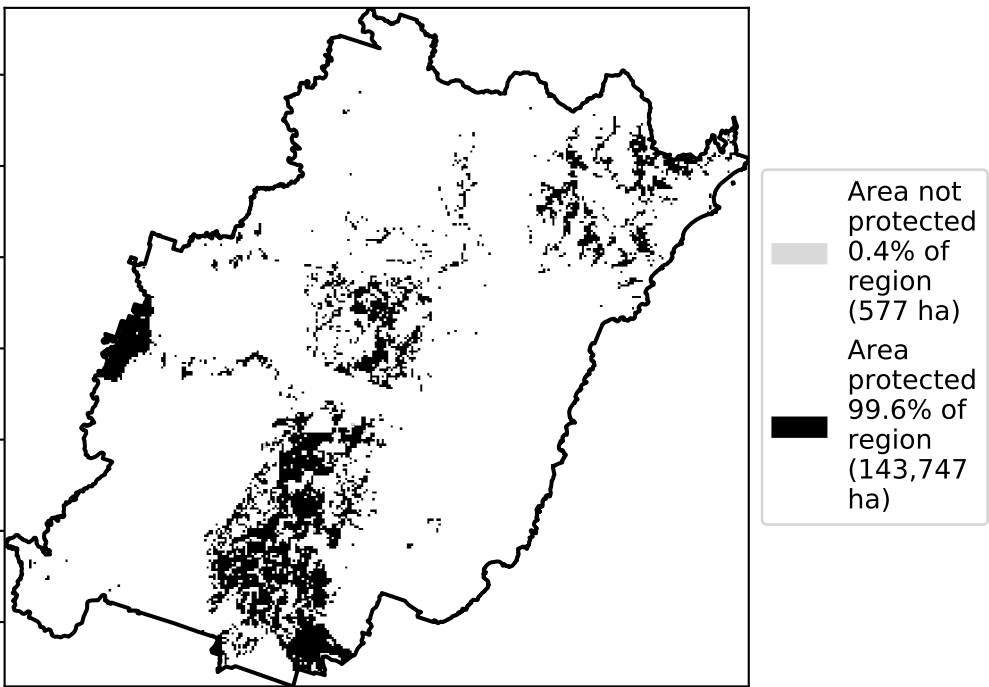 Area not
protected
0.4% of
region
(577 ha)
Area
protected
99.6% of
region
(143,747
ha)